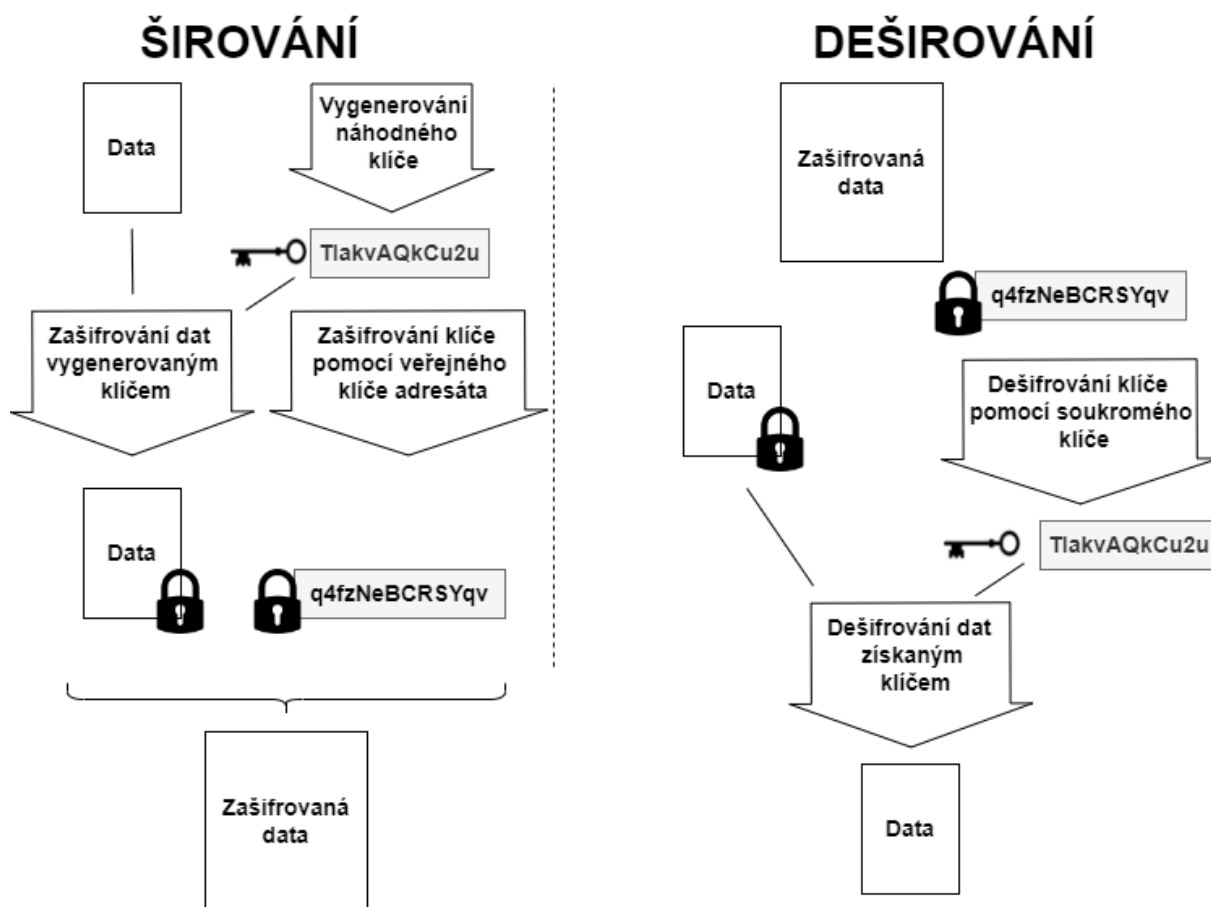 ŠIROVÁNÍ
Data
Vygenerování
náhodného
klíče
TlakvAQkCu2u
Zašifrování dat
vygenerovaným
klíčem
Zašifrování klíče
pomocí veřejného
klíče adresáta
Data
q4fzNeBCRSYqv
Zašifrovaná
data
DEŠIROVÁNÍ
Zašifrovaná
data
q4fzNeBCRSYqv
Data
Dešifrování klíče
pomocí soukromého
klíče
TlakvAQkCu2u
Dešifrování dat
získaným
klíčem
Data